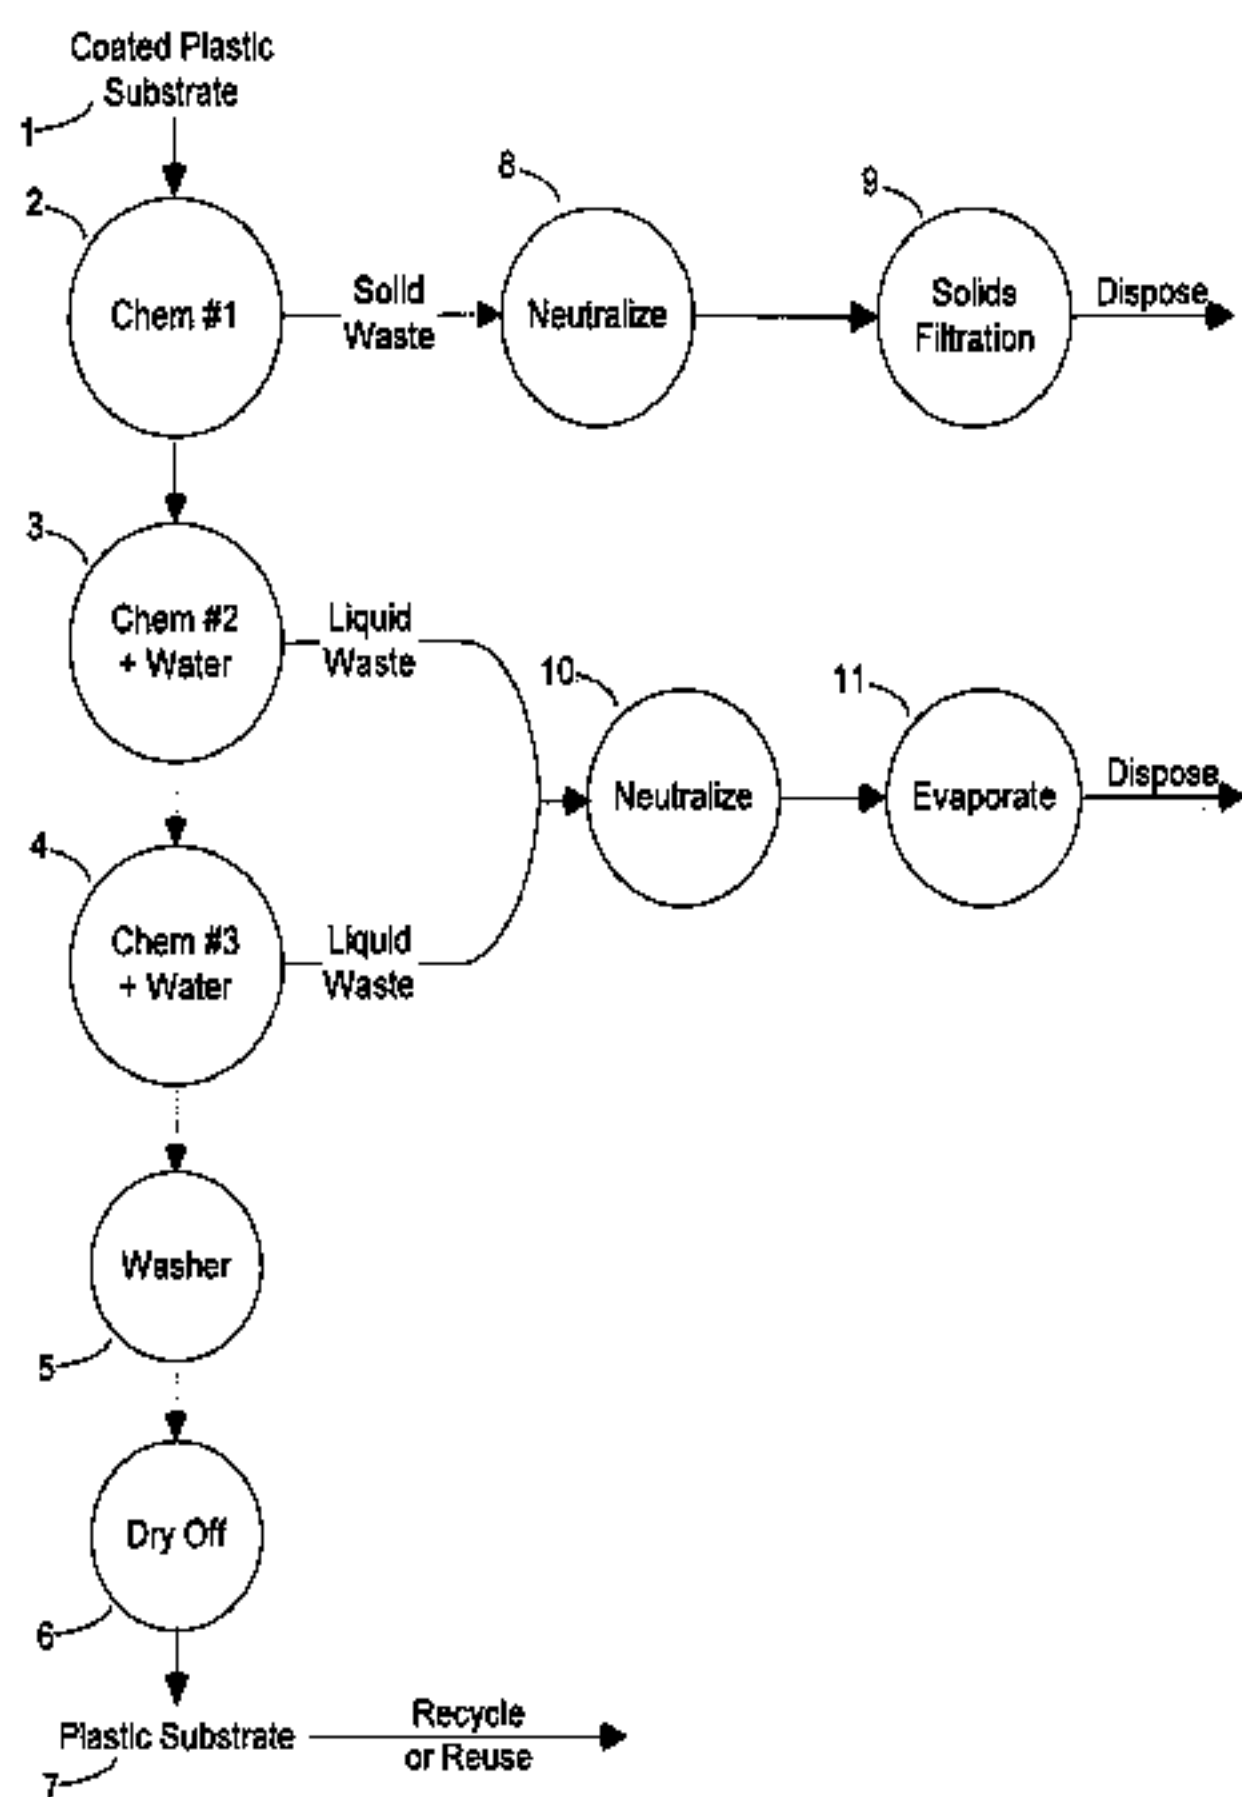 Coated Plastic
Substrate
1
2
Chem #1
Solid
Waste
8
Neutralize
9
Solids
Filtration
Dispose
3
Chem #2
+ Water
Liquid
Waste
10
Neutralize
11
Evaporate
Dispose
4
Chem #3
+ Water
Liquid
Waste
Washer
5
Dry Off
6
Plastic Substrate
7
Recycle
or Reuse